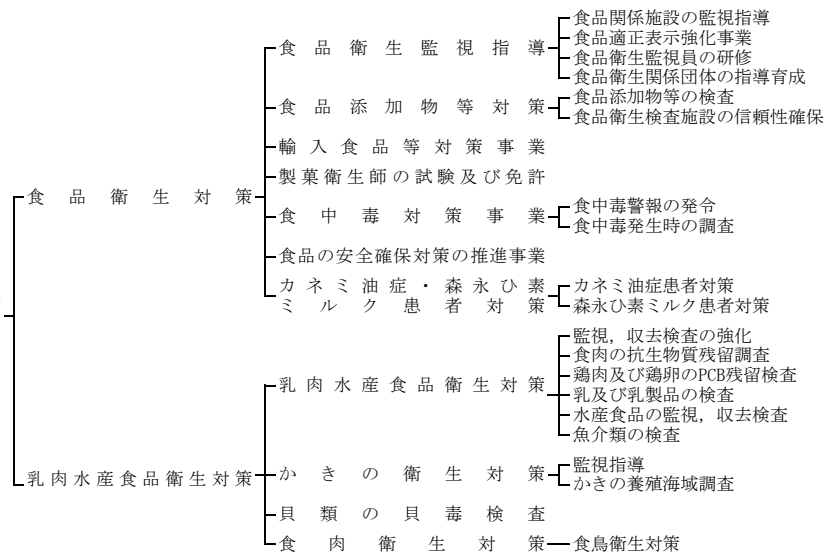 食品衛生対策
食品衛生監視指導
食品関係施設の監視指導
食品適正表示強化事業
食品衛生監視員の研修
食品衛生関係団体の指導育成
食品添加物等対策
食品添加物等の検査
食品衛生検査施設の信頼性確保
輸入食品等対策事業
製菓衛生師の試験及び免許
食中毒対策事業
食中毒警報の発令
食中毒発生時の調査
食品の安全確保対策の推進事業
カネミ油症・森永ひ素
ミルク患者対策
カネミ油症患者対策
森永ひ素ミルク患者対策
乳肉水産食品衛生対策
乳肉水産食品衛生対策
監視，収去検査の強化
食肉の抗生物質残留調査
鶏肉及び鶏卵のPCB残留検査
乳及び乳製品の検査
水産食品の監視，収去検査
魚介類の検査
かきの衛生対策
監視指導
かきの養殖海域調査
貝類の貝毒検査
食肉衛生対策
食鳥衛生対策